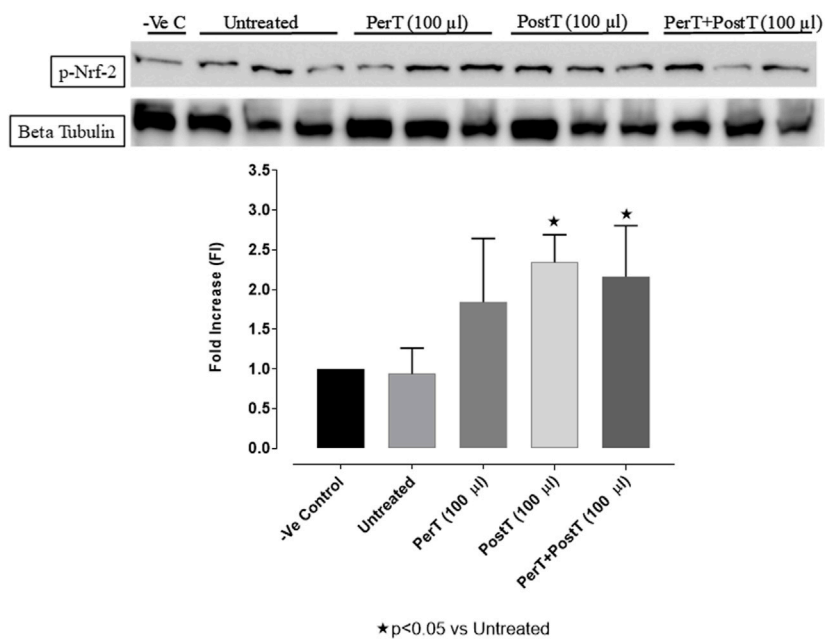 -Ve C Untreated PerT (100 µl) PostT (100 µl) PerT+PostT (100 µl)
p-Nrf-2
Beta Tubulin
3.5
3.0
2.5
2.0
1.5
1.0
0.5
0.0
Fold Increase (FI)
★ ★
-Ve Control
Untreated
PerT (100 µl)
PostT (100 µl)
PerT+PostT (100 µl)
★p<0.05 vs Untreated